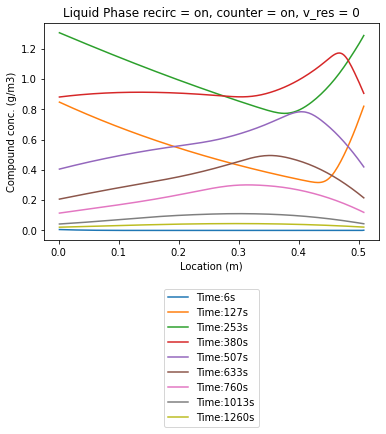 Liquid Phase recirc = on, counter = on, v_res = 0
Compound conc. (g/m3)
1.2
1.0
0.8
0.6
0.4
0.2
0.0
0.0 0.1 0.2 0.3 0.4 0.5
Location (m)
Time:6s
Time:127s
Time:253s
Time:380s
Time:507s
Time:633s
Time:760s
Time:1013s
Time:1260s